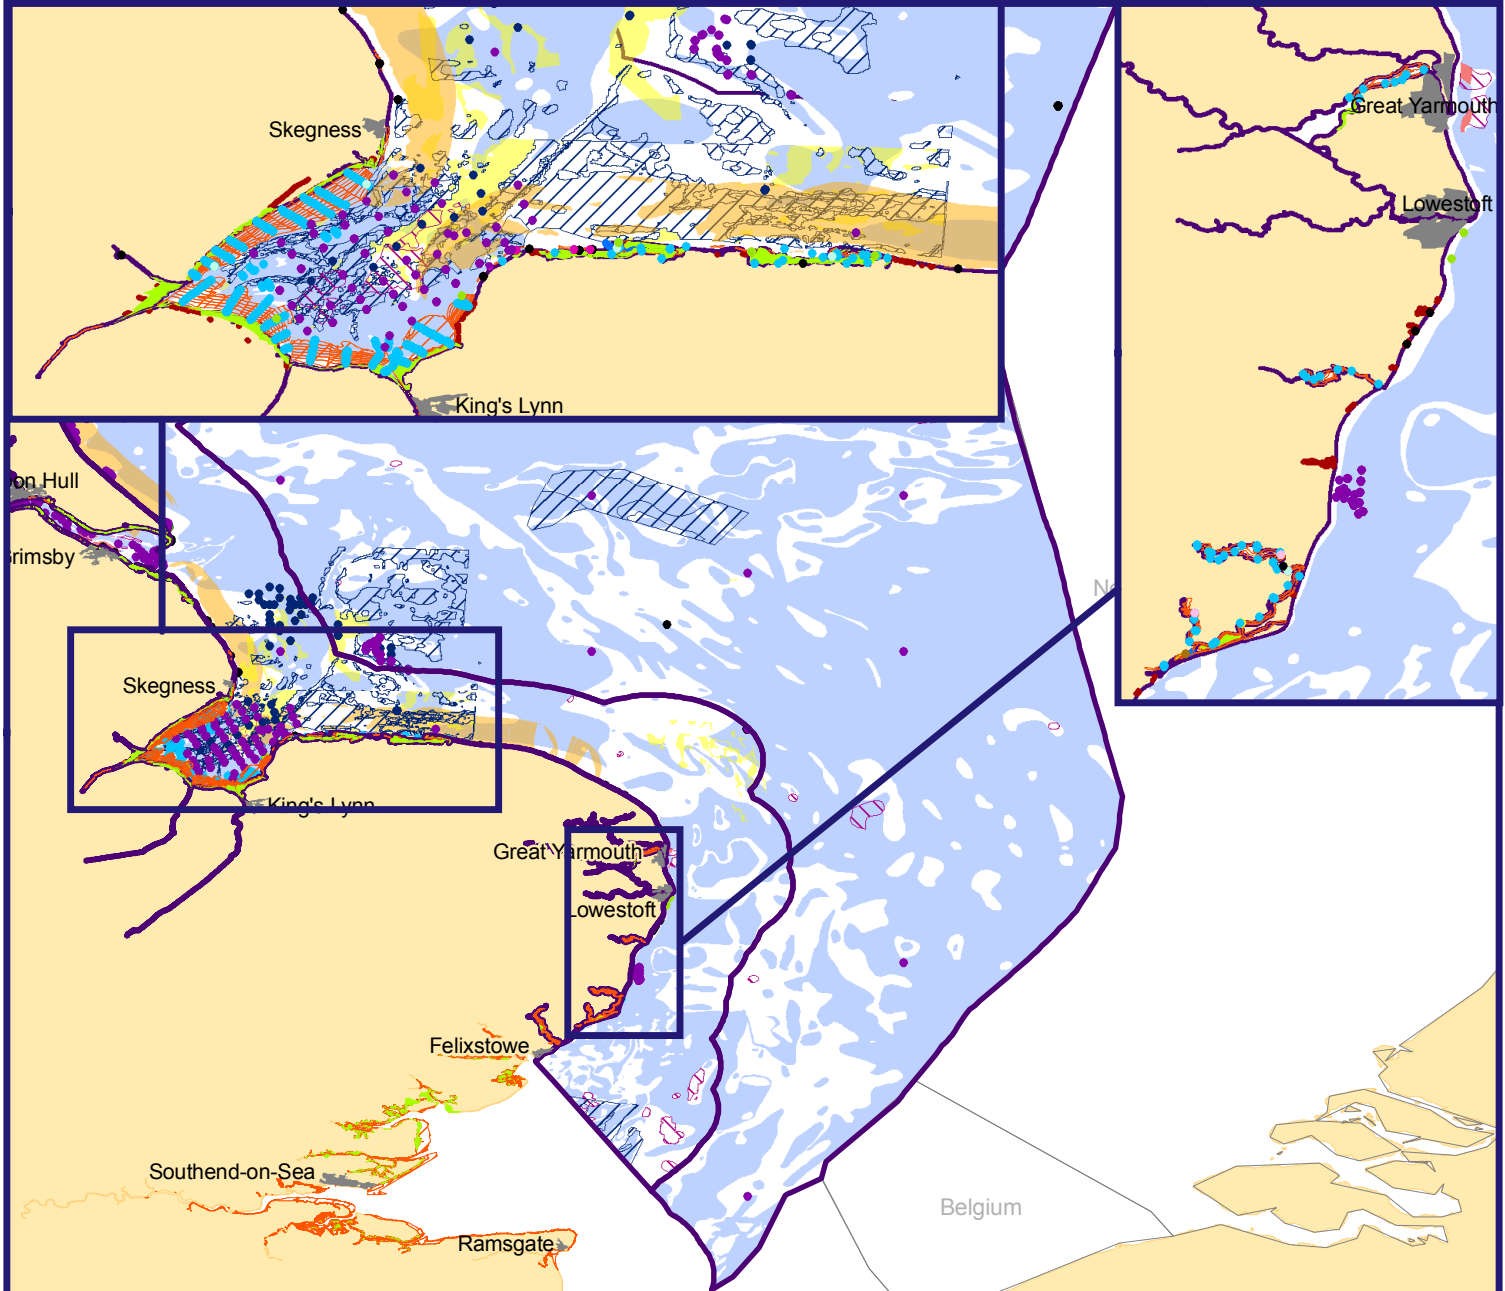 Skegness
King's Lynn
Great Yarmouth
Lowestoft
on Hull
Grimsby
Skegness
King's Lynn
Great Yarmouth
Lowestoft
Felixstowe
Southend-on-Sea
Ramsgate
Belgium